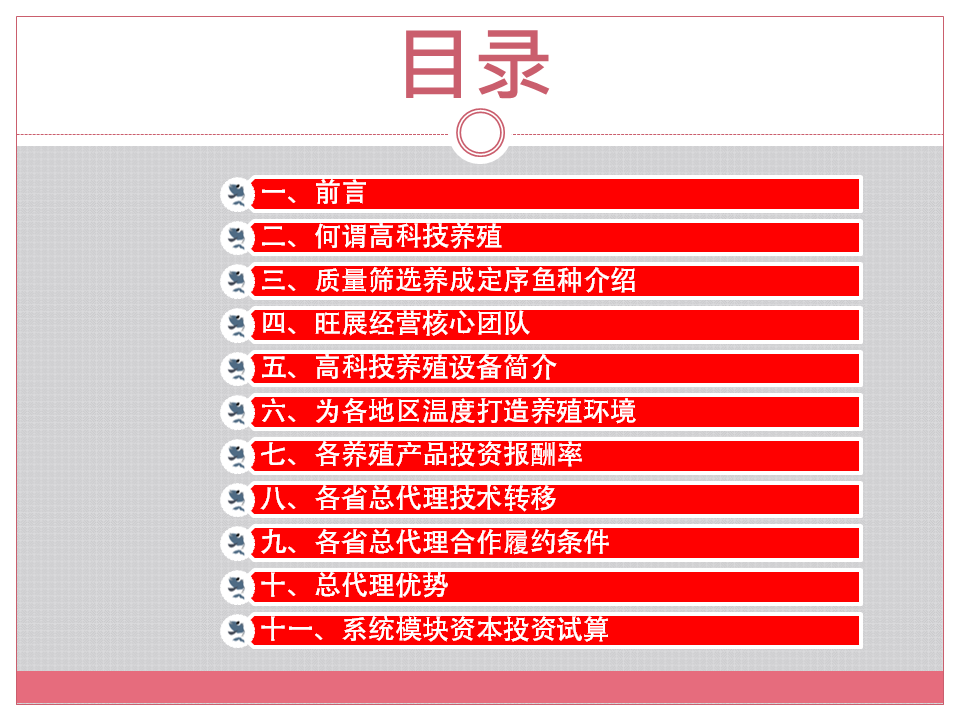 目录
一、前言
二、何谓高科技养殖
三、质量筛选养成定序鱼种介绍
四、旺展经营核心团队
五、高科技养殖设备简介
六、为各地区温度打造养殖环境
七、各养殖产品投资报酬率
八、各省总代理技术转移
九、各省总代理合作履约条件
十、总代理优势
十一、系统模块资本投资试算